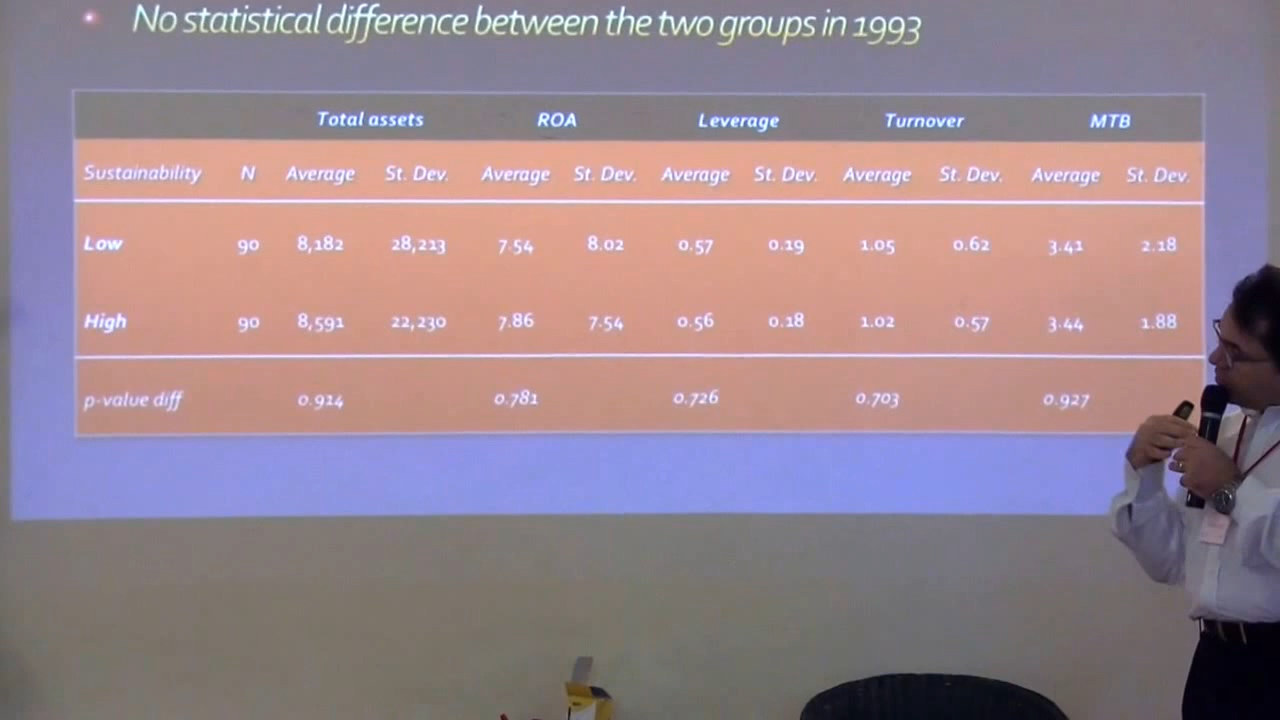 No statistical difference between the two groups in 1993
Total assets ROA Leverage Turnover MTB
Sustainability N Average St. Dev. Average St. Dev. Average St. Dev. Average St. Dev. Average St. Dev.
Low 90 8,182 28,213 7.54 8.02 0.57 0.19 1.05 0.62 3.41 2.18
High 90 8,591 22,230 7.86 7.54 0.56 0.18 1.02 0.57 3.44 1.88
p-value diff 0.914 0.781 0.726 0.703 0.927